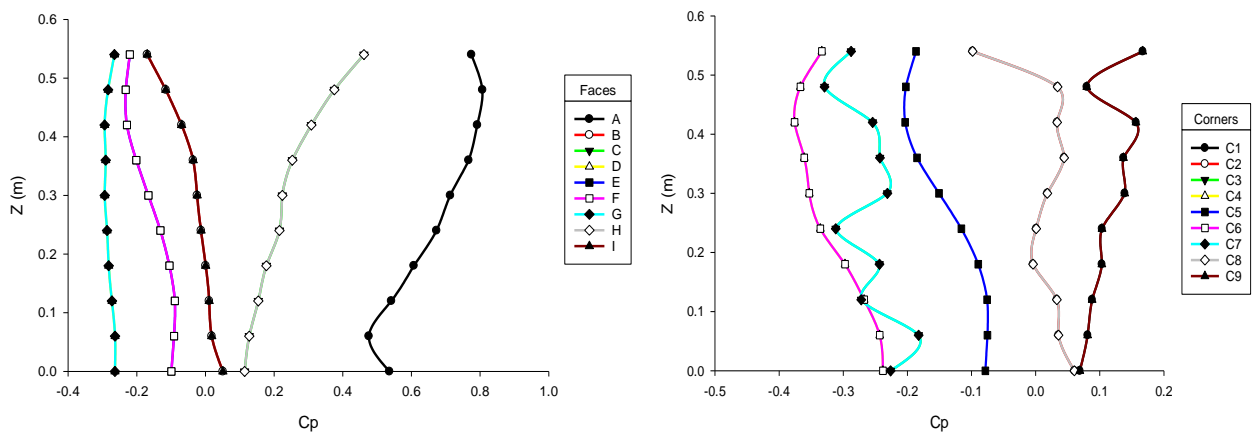 0.6
0.5
0.4
0.3
0.2
0.1
0.0
Z (m)
-0.4 -0.2 0.0 0.2 0.4 0.6 0.8 1.0
Cp
Faces
A
B
C
D
E
F
G
H
I
0.6
0.5
0.4
0.3
0.2
0.1
0.0
Z (m)
-0.5 -0.4 -0.3 -0.2 -0.1 0.0 0.1 0.2
Cp
Corners
C1
C2
C3
C4
C5
C6
C7
C8
C9